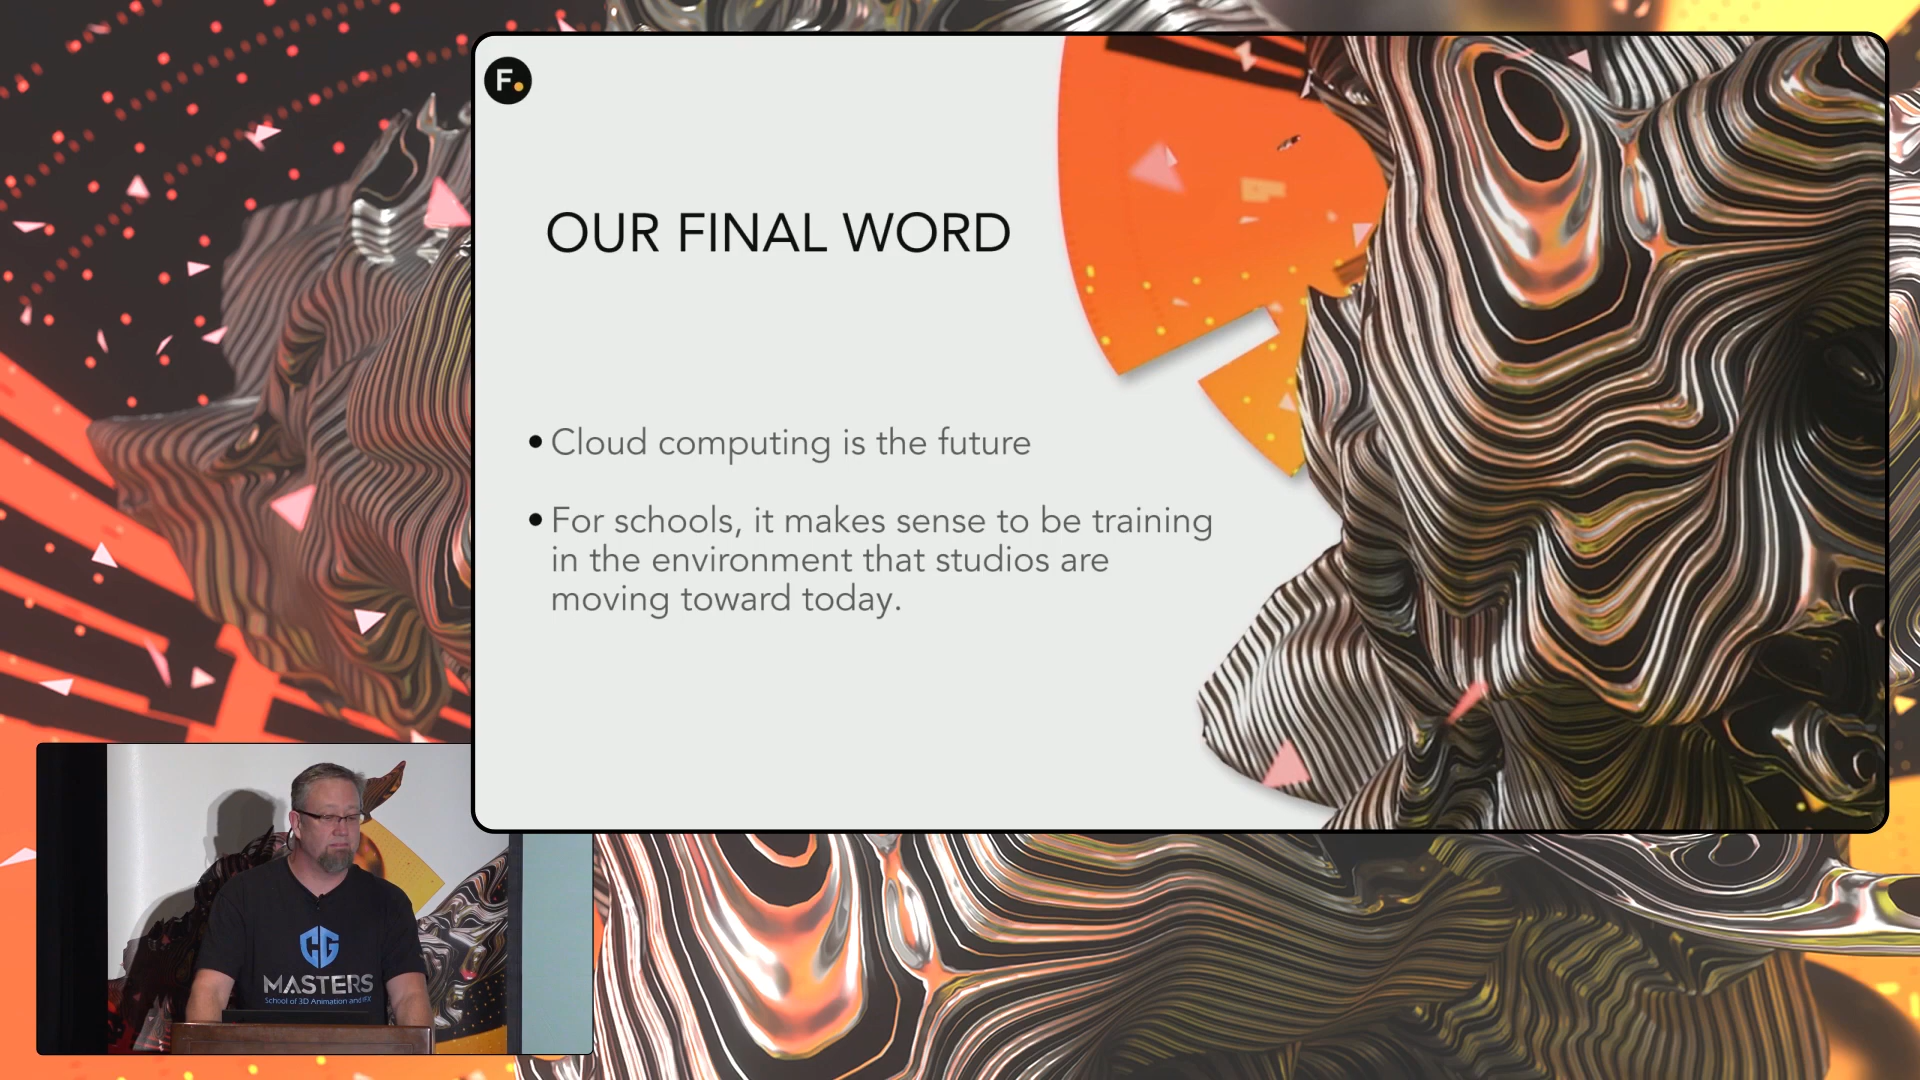 F.
OUR FINAL WORD
• Cloud computing is the future
• For schools, it makes sense to be training
in the environment that studios are
moving toward today.
CG
MASTERS
School of 3D Animation and VFX